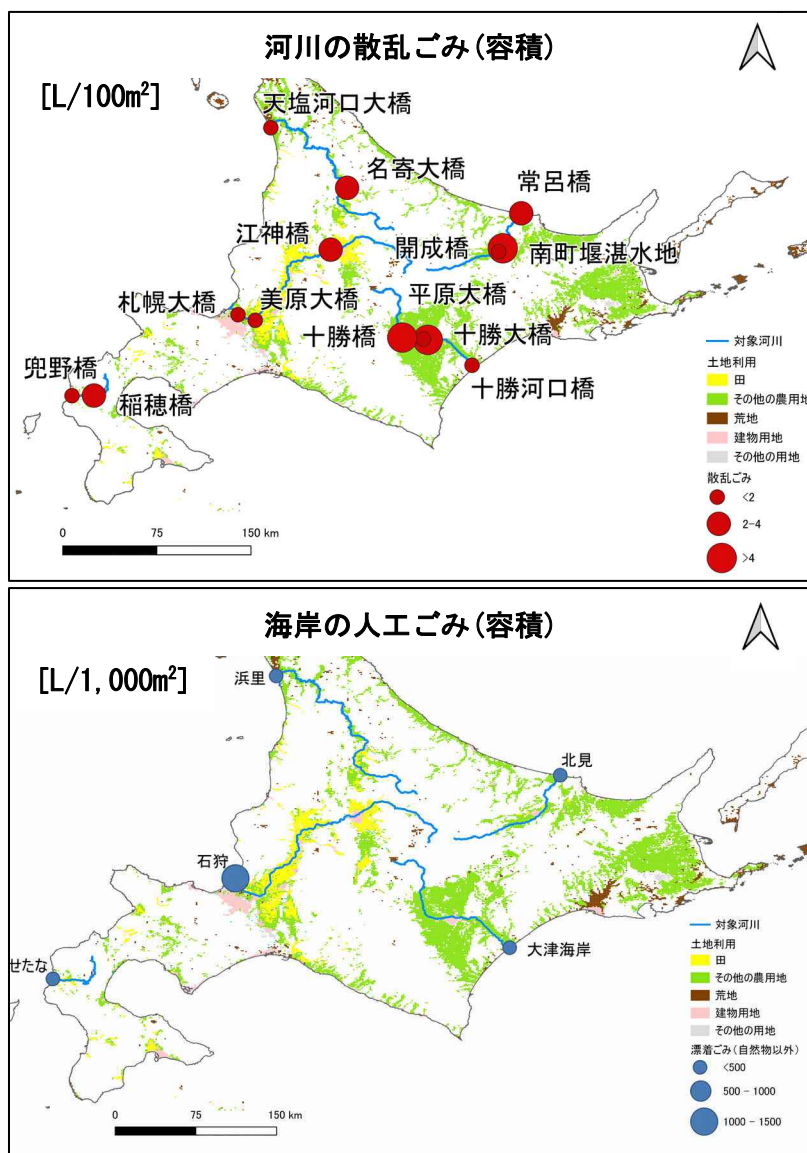 河川の散乱ごみ(容積)
[L/100m²]
天塩河口大橋
名寄大橋
常呂橋
江神橋
開成橋
南町堰湛水地
札幌大橋
美原大橋
平原大橋
十勝橋
十勝大橋
兜野橋
稲穂橋
十勝河口橋
対象河川
土地利用
田
その他の農用地
荒地
建物用地
その他の用地
散乱ごみ
<2
2-4
>4
0 75 150 km
海岸の人工ごみ(容積)
[L/1,000m²]
浜里
北見
石狩
大津海岸
せたな
対象河川
土地利用
田
その他の農用地
荒地
建物用地
その他の用地
漂着ごみ(自然物以外)
<500
500 - 1000
1000 - 1500
0 75 150 km